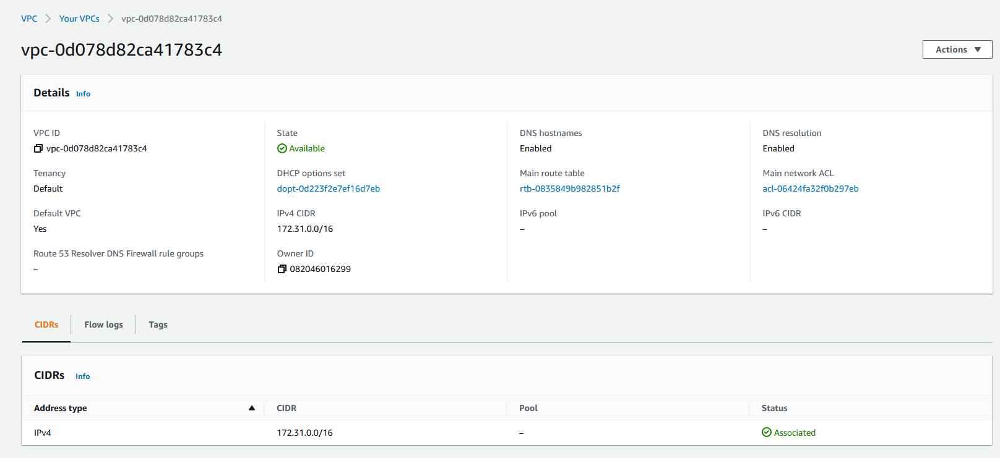 VPC > Your VPCs > vpc-0d078d82ca41783c4
vpc-0d078d82ca41783c4
Actions ▼
Details Info
VPC ID State DNS hostnames DNS resolution
vpc-0d078d82ca41783c4 Available Enabled Enabled
Tenancy DHCP options set Main route table Main network ACL
Default dopt-0d223f2e7ef16d7eb rtb-0835849b982851b2f acl-06424fa32f0b297eb
Default VPC IPv4 CIDR IPv6 pool IPv6 CIDR
Yes 172.31.0.0/16 – –
Route 53 Resolver DNS Firewall rule groups Owner ID
– 082046016299
CIDRs Flow logs Tags
CIDRs Info
Address type ▲ CIDR Pool Status
IPv4 172.31.0.0/16 – Associated